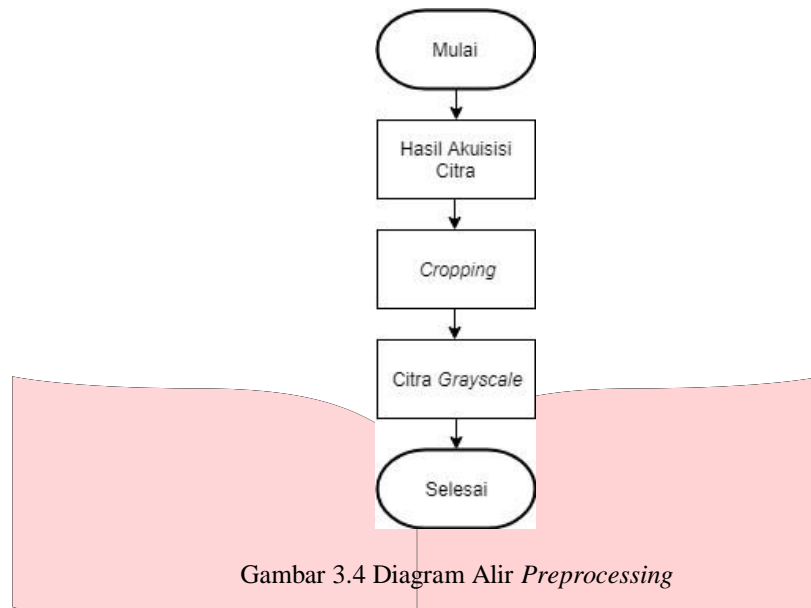 Mulai
Hasil Akuisisi
Citra
Cropping
Citra Grayscale
Selesai
Gambar 3.4 Diagram Alir Preprocessing